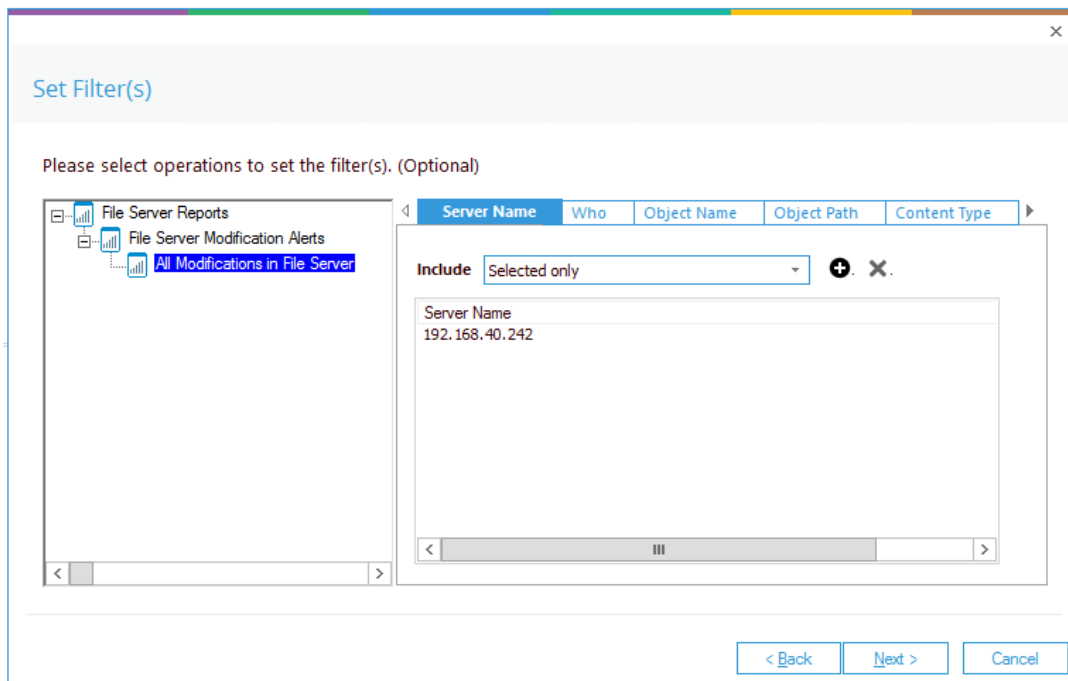 Set Filter(s)
Please select operations to set the filter(s). (Optional)
File Server Reports
File Server Modification Alerts
All Modifications in File Server
Server Name Who Object Name Object Path Content Type
Include Selected only
Server Name
192.168.40.242
< Back Next > Cancel